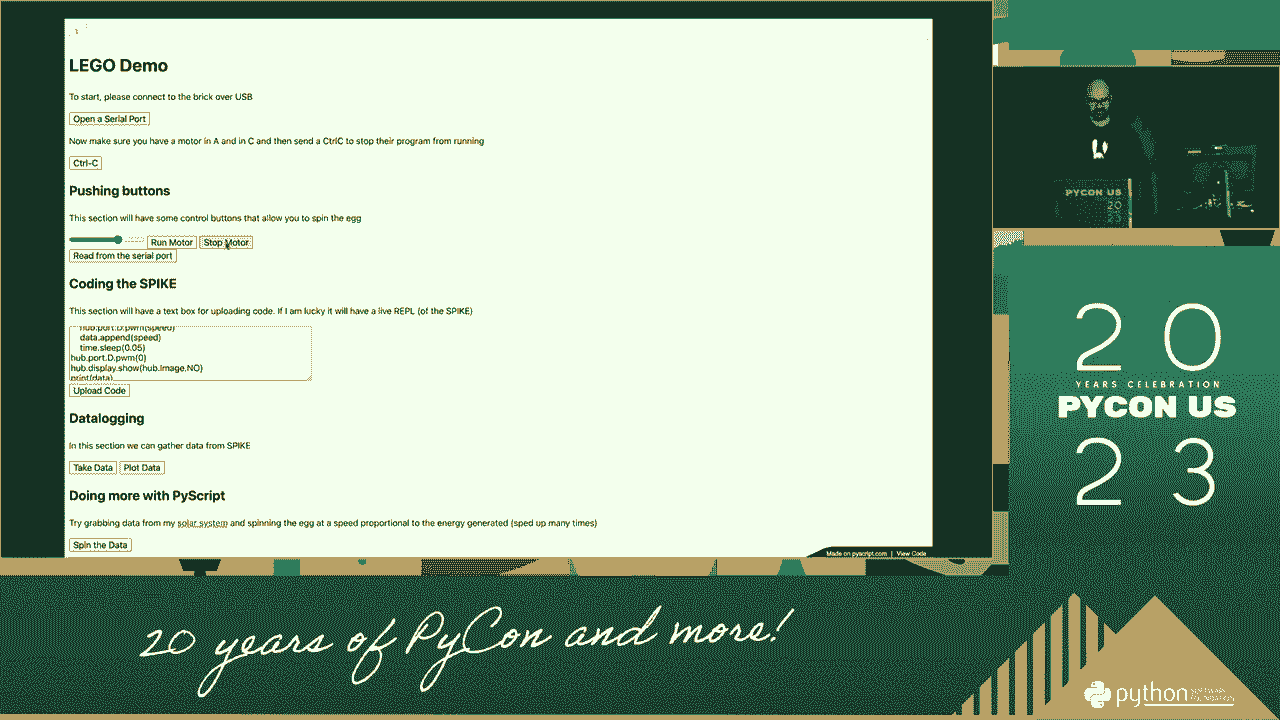 LEGO Demo
To start, please connect to the brick over USB
Open a Serial Port
Now make sure you have a motor in A and in C and then send a CtrlC to stop their program from running
Ctrl-C
Pushing buttons
This section will have some control buttons that allow you to spin the egg
Run Motor Stop Motor
Read from the serial port
Coding the SPIKE
This section will have a text box for uploading code. If I am lucky it will have a live REPL (of the SPIKE)
hub.port.D.pwm(speed)
data.append(speed)
time.sleep(0.05)
hub.port.D.pwm(0)
hub.display.show(hub.Image.NO)
print(data)
Upload Code
Datalogging
In this section we can gather data from SPIKE
Take Data Plot Data
Doing more with PyScript
Try grabbing data from my solar system and spinning the egg at a speed proportional to the energy generated (sped up many times)
Spin the Data
Made on pyscript.com | View Code
PYCON US
20
23
20
YEARS CELEBRATION
PYCON US
23
20 years of PyCon and more!
python